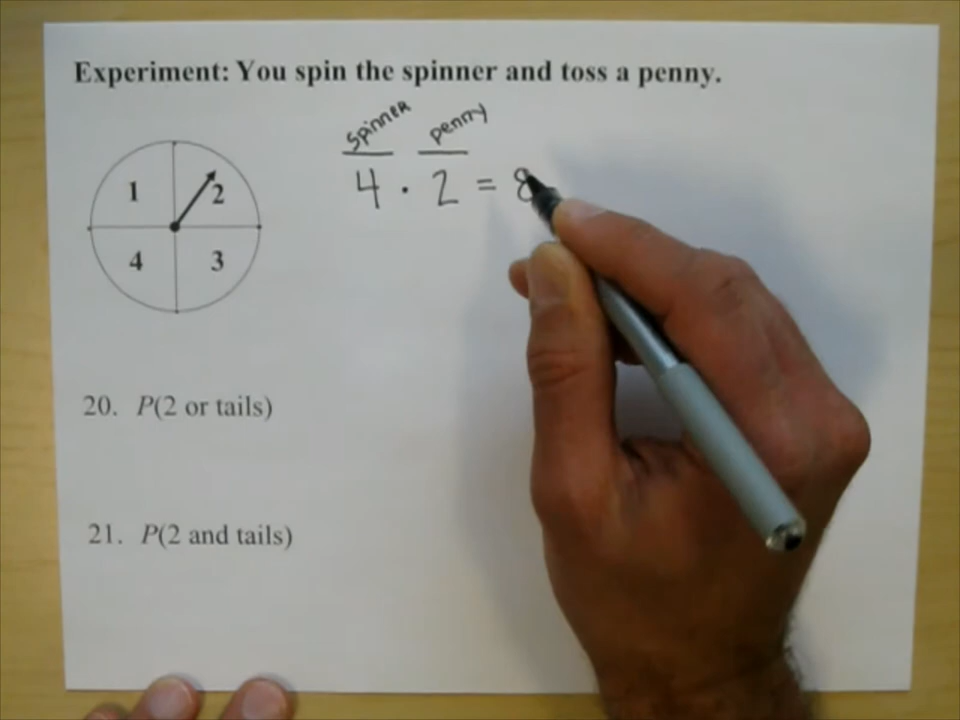 Experiment: You spin the spinner and toss a penny.
spinner penny
4 · 2 = 8
1 2
4 3
20. P(2 or tails)
21. P(2 and tails)